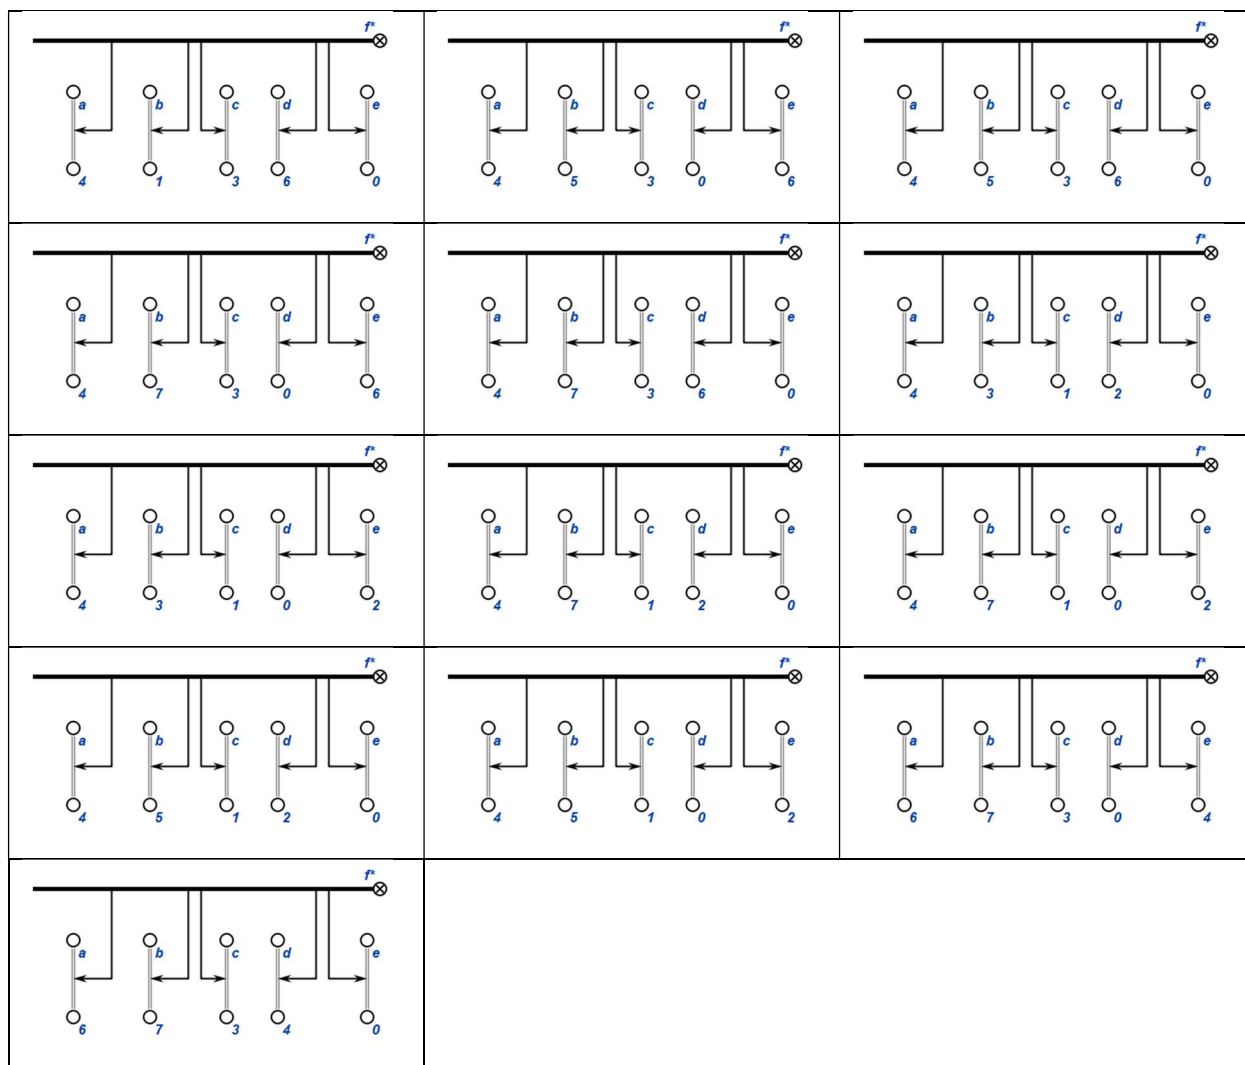 f* f* f*
a b c d e a b c d e a b c d e
4 1 3 6 0 4 5 3 0 6 4 5 3 6 0
f* f* f*
a b c d e a b c d e a b c d e
4 7 3 0 6 4 7 3 6 0 4 3 1 2 0
f* f* f*
a b c d e a b c d e a b c d e
4 3 1 0 2 4 7 1 2 0 4 7 1 0 2
f* f* f*
a b c d e a b c d e a b c d e
4 5 1 2 0 4 5 1 0 2 6 7 3 0 4
f*
a b c d e
6 7 3 4 0